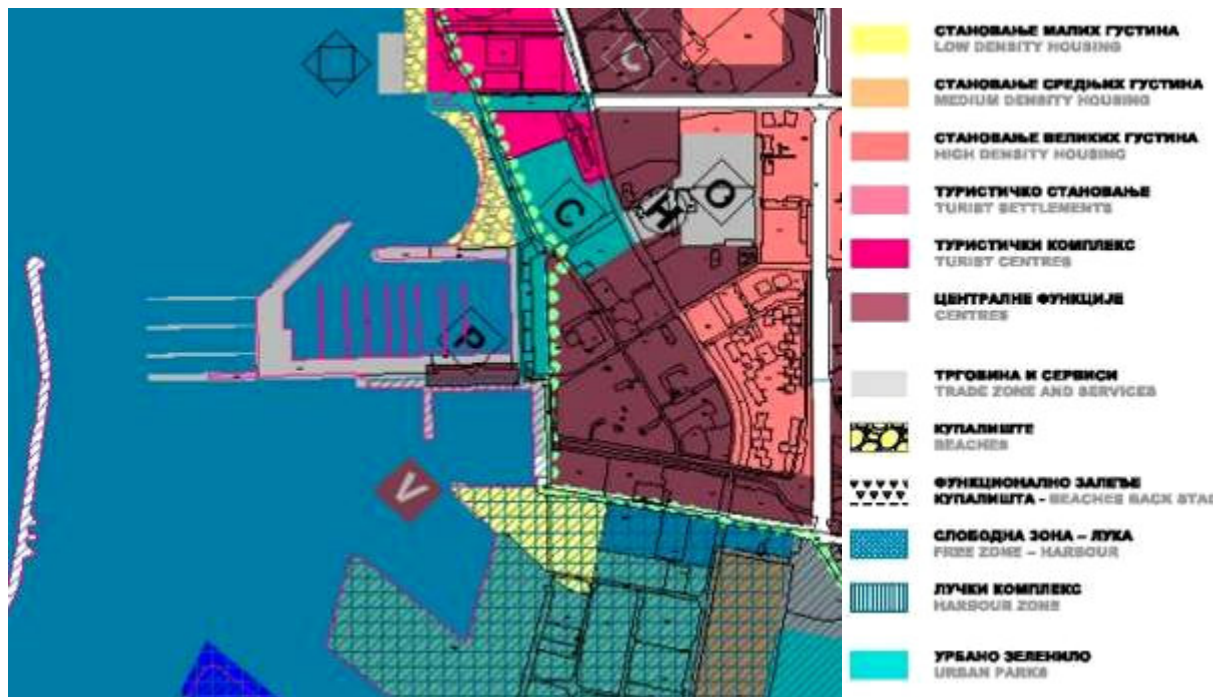 С
О
Н
С
P
V
СТАНОВАЊЕ МАЛИХ ГУСТИНА
LOW DENSITY HOUSING
СТАНОВАЊЕ СРЕДЊИХ ГУСТИНА
MEDIUM DENSITY HOUSING
СТАНОВАЊЕ ВЕЛИКИХ ГУСТИНА
HIGH DENSITY HOUSING
ТУРИСТИЧКО СТАНОВАЊЕ
TURIST SETTLEMENTS
ТУРИСТИЧКИ КОМПЛЕКС
TURIST CENTRES
ЦЕНТРАЛНЕ ФУНКЦИЈЕ
CENTRES
ТРГОВИНА И СЕРВИСИ
TRADE ZONE AND SERVICES
КУПАЛИШТЕ
BEACHES
ФУНКЦИОНАЛНО ЗАЛЕЂЕ
КУПАЛИШТА - BEACHES BACK STAG
СЛОБОДНА ЗОНА – ЛУКА
FREE ZONE – HARBOUR
ЛУЧКИ КОМПЛЕКС
HARBOUR ZONE
УРБАНО ЗЕЛЕНИЛО
URBAN PARKS